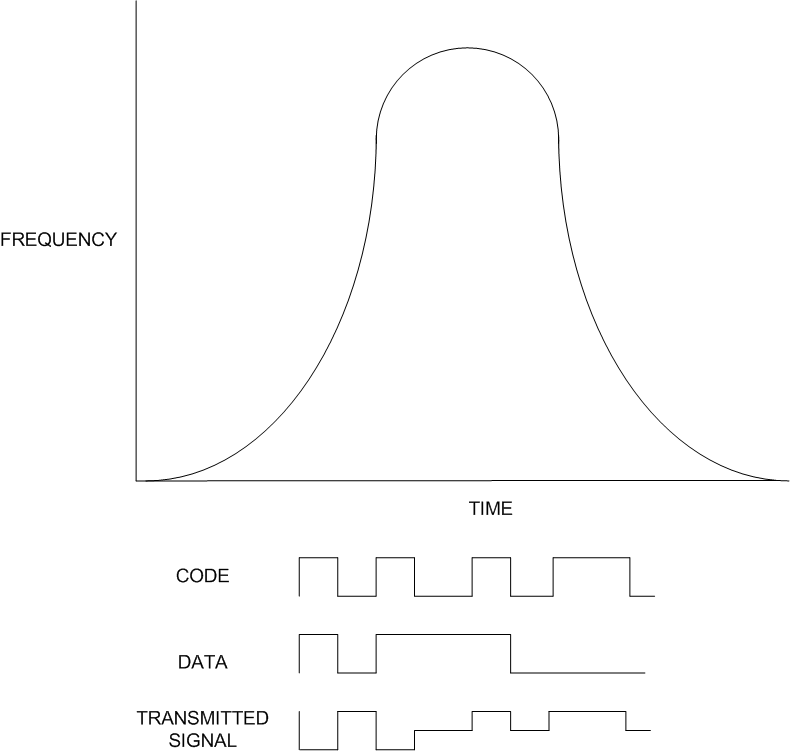 FREQUENCY
TIME
CODE
DATA
TRANSMITTED
SIGNAL